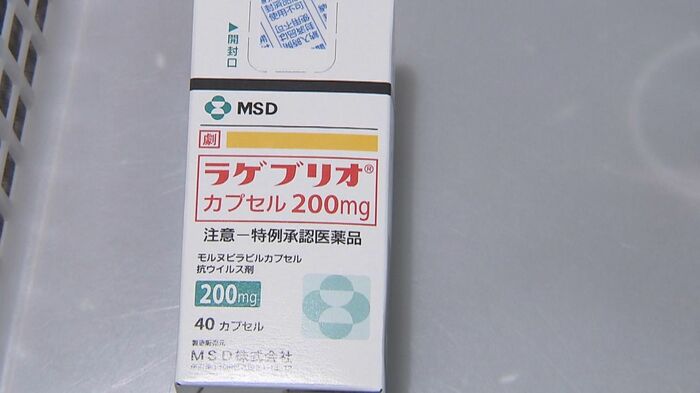 ▶開封口
MSD
劇
ラゲブリオ®
カプセル 200mg
注意－特例承認医薬品
モルヌピラビルカプセル
抗ウイルス剤
200mg
40 カプセル
製造販売元
MSD株式会社